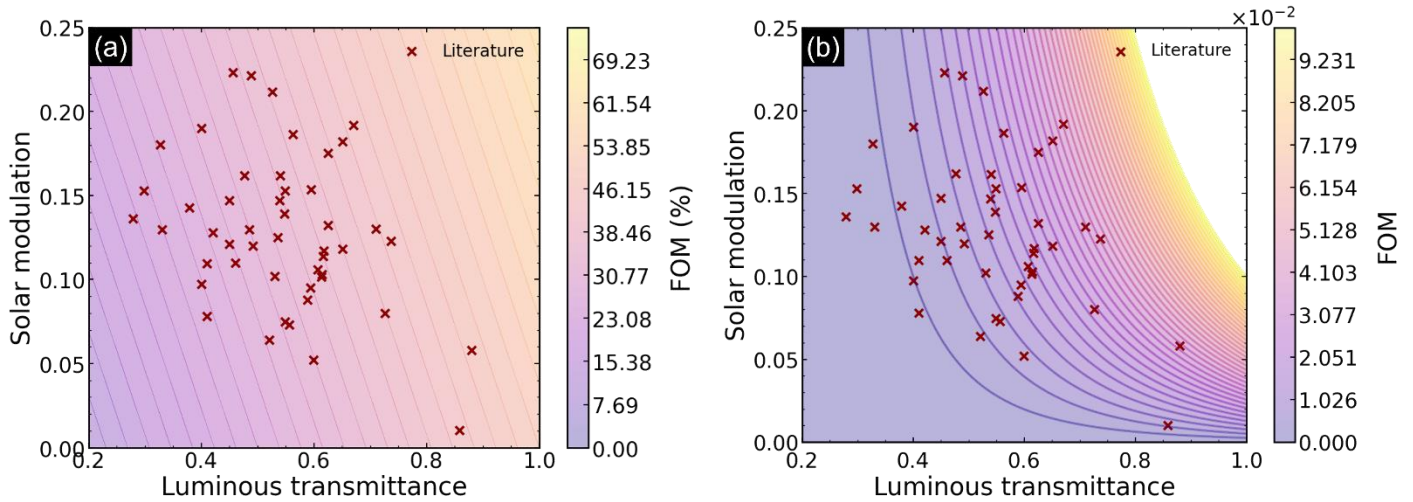 (a)
Literature
0.25
0.20
0.15
0.10
0.05
0.00
Solar modulation
0.2 0.4 0.6 0.8 1.0
Luminous transmittance
69.23
61.54
53.85
46.15
38.46
30.77
23.08
15.38
7.69
0.00
FOM (%)
(b)
Literature
0.25
0.20
0.15
0.10
0.05
0.00
Solar modulation
0.2 0.4 0.6 0.8 1.0
Luminous transmittance
×10⁻²
9.231
8.205
7.179
6.154
5.128
4.103
3.077
2.051
1.026
0.000
FOM